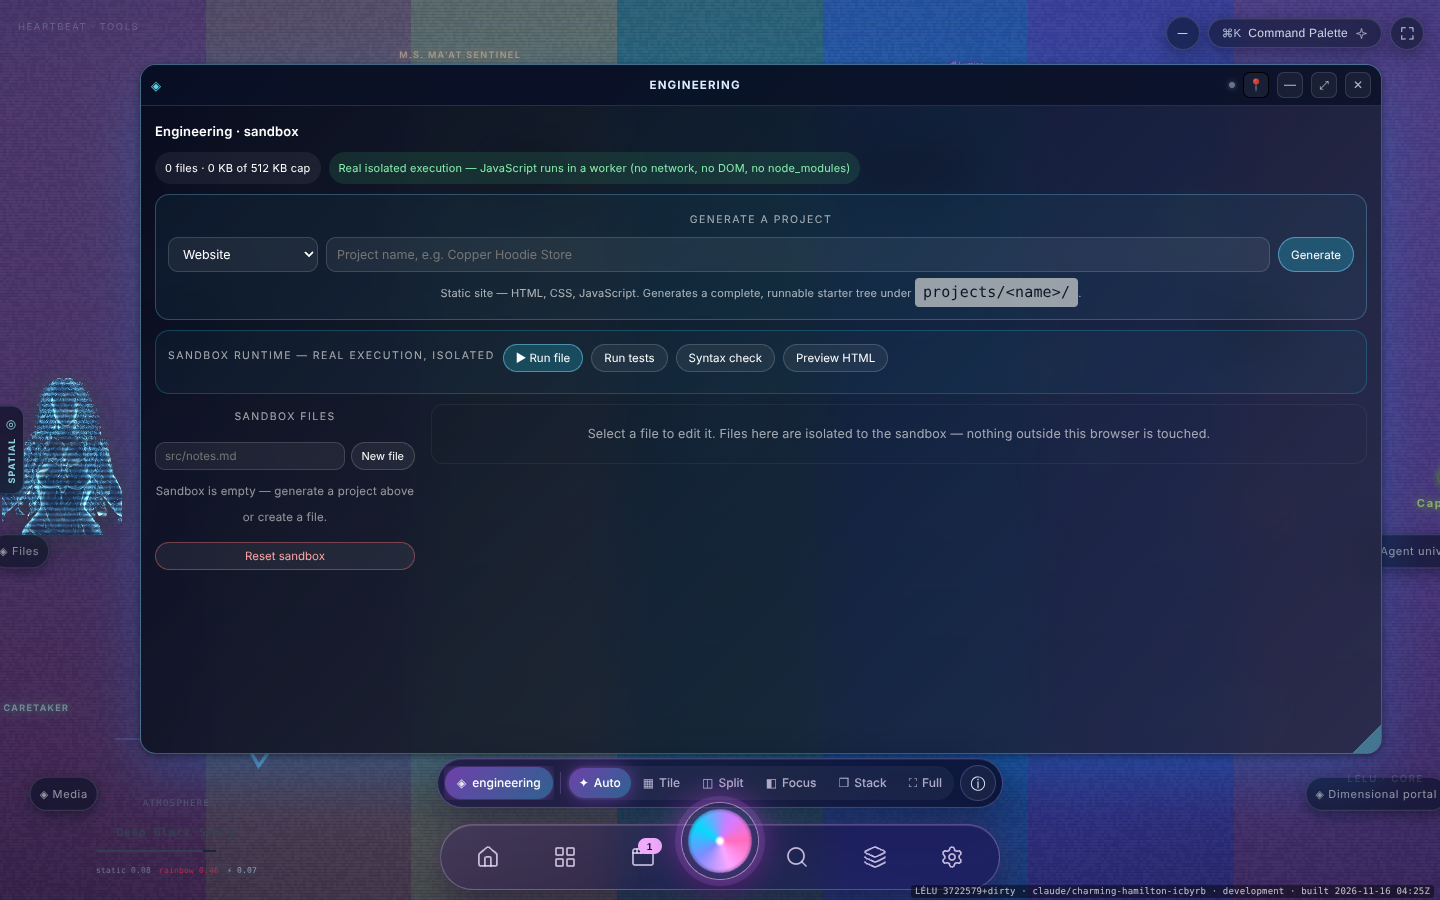 HEARTBEAT · TOOLS
M.S. MA'AT SENTINEL
⌘K Command Palette
ENGINEERING
Engineering · sandbox
0 files · 0 KB of 512 KB cap
Real isolated execution — JavaScript runs in a worker (no network, no DOM, no node_modules)
GENERATE A PROJECT
Website
Project name, e.g. Copper Hoodie Store
Generate
Static site — HTML, CSS, JavaScript. Generates a complete, runnable starter tree under projects/<name>/.
SANDBOX RUNTIME — REAL EXECUTION, ISOLATED
▶ Run file
Run tests
Syntax check
Preview HTML
SANDBOX FILES
src/notes.md
New file
Sandbox is empty — generate a project above
or create a file.
Reset sandbox
Select a file to edit it. Files here are isolated to the sandbox — nothing outside this browser is touched.
SPATIAL
Files
Cap
Agent univ
CARETAKER
Media
ATMOSPHERE
static 0.08 rainbow 0.46 ⚡ 0.07
LÉLU · CORE
Dimensional portal
engineering
Auto
Tile
Split
Focus
Stack
Full
1
LÉLU 3722579+dirty · claude/charming-hamilton-icbyrb · development · built 2026-11-16 04:25Z